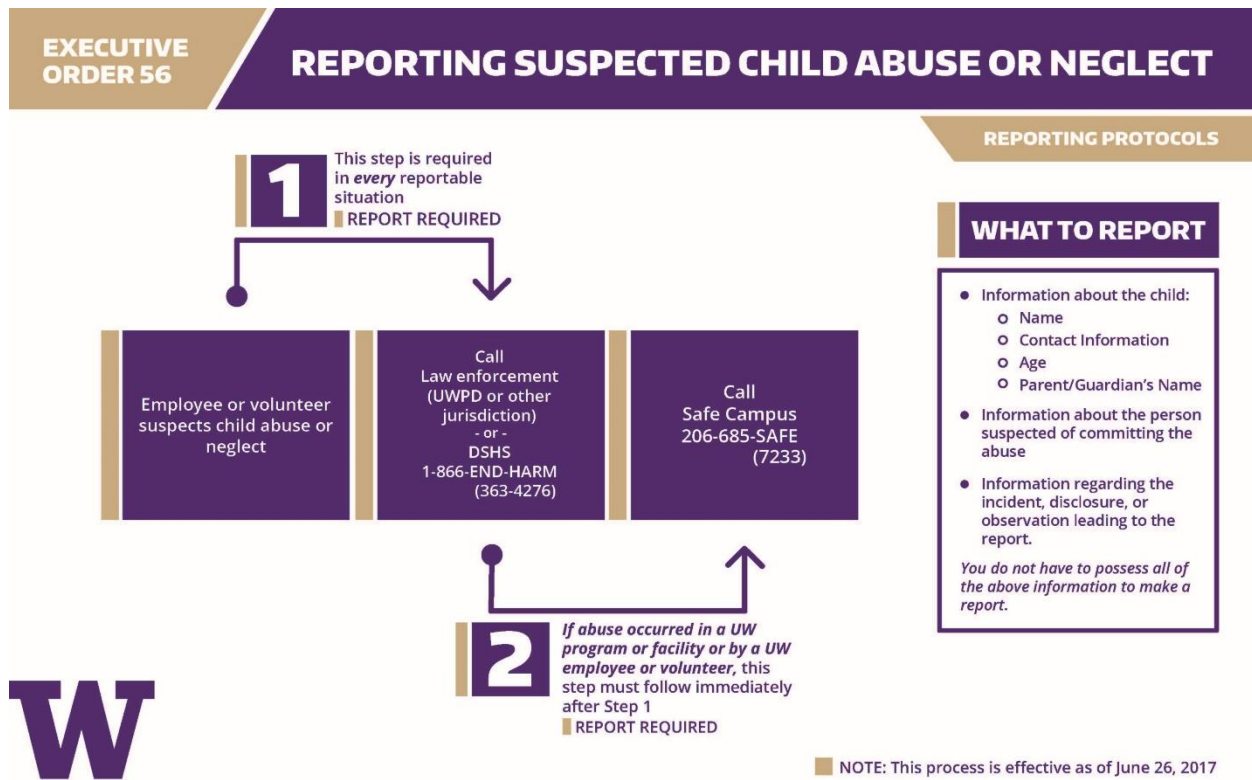 EXECUTIVE
ORDER 56
REPORTING SUSPECTED CHILD ABUSE OR NEGLECT
REPORTING PROTOCOLS
1
This step is required
in every reportable
situation
REPORT REQUIRED
Employee or volunteer
suspects child abuse or
neglect
Call
Law enforcement
(UWPD or other
jurisdiction)
- or -
DSHS
1-866-END-HARM
(363-4276)
Call
Safe Campus
206-685-SAFE
(7233)
2
If abuse occurred in a UW
program or facility or by a UW
employee or volunteer, this
step must follow immediately
after Step 1
REPORT REQUIRED
WHAT TO REPORT
Information about the child:
Name
Contact Information
Age
Parent/Guardian's Name
Information about the person
suspected of committing the
abuse
Information regarding the
incident, disclosure, or
observation leading to the
report.
You do not have to possess all of
the above information to make a
report.
W
NOTE: This process is effective as of June 26, 2017